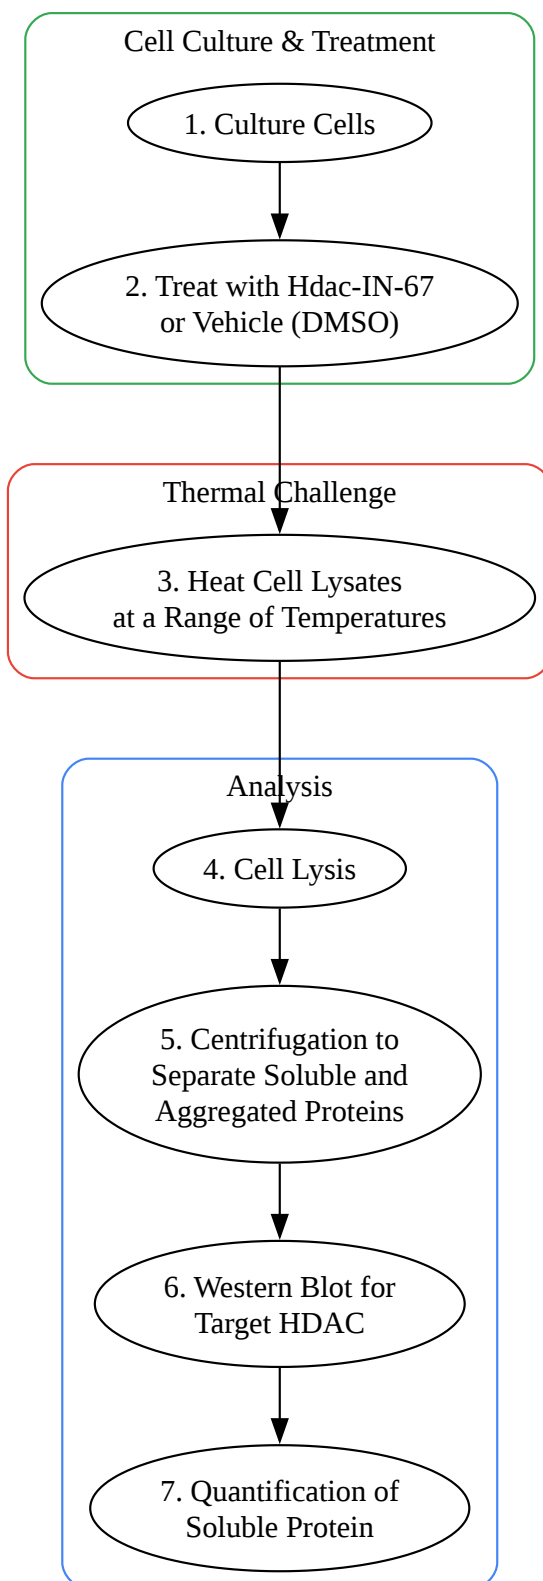 Cell Culture & Treatment
1. Culture Cells
2. Treat with Hdac-IN-67
or Vehicle (DMSO)
Thermal Challenge
3. Heat Cell Lysates
at a Range of Temperatures
Analysis
4. Cell Lysis
5. Centrifugation to
Separate Soluble and
Aggregated Proteins
6. Western Blot for
Target HDAC
7. Quantification of
Soluble Protein